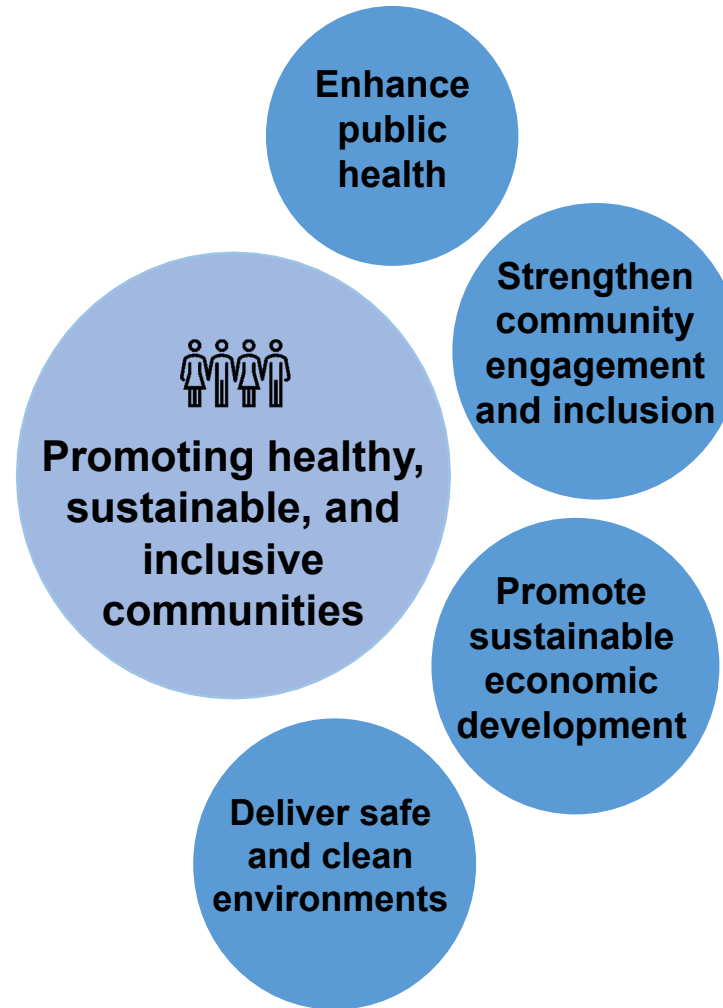 Enhance
public
health
Strengthen
community
engagement
and inclusion
Promoting healthy,
sustainable, and
inclusive
communities
Promote
sustainable
economic
development
Deliver safe
and clean
environments